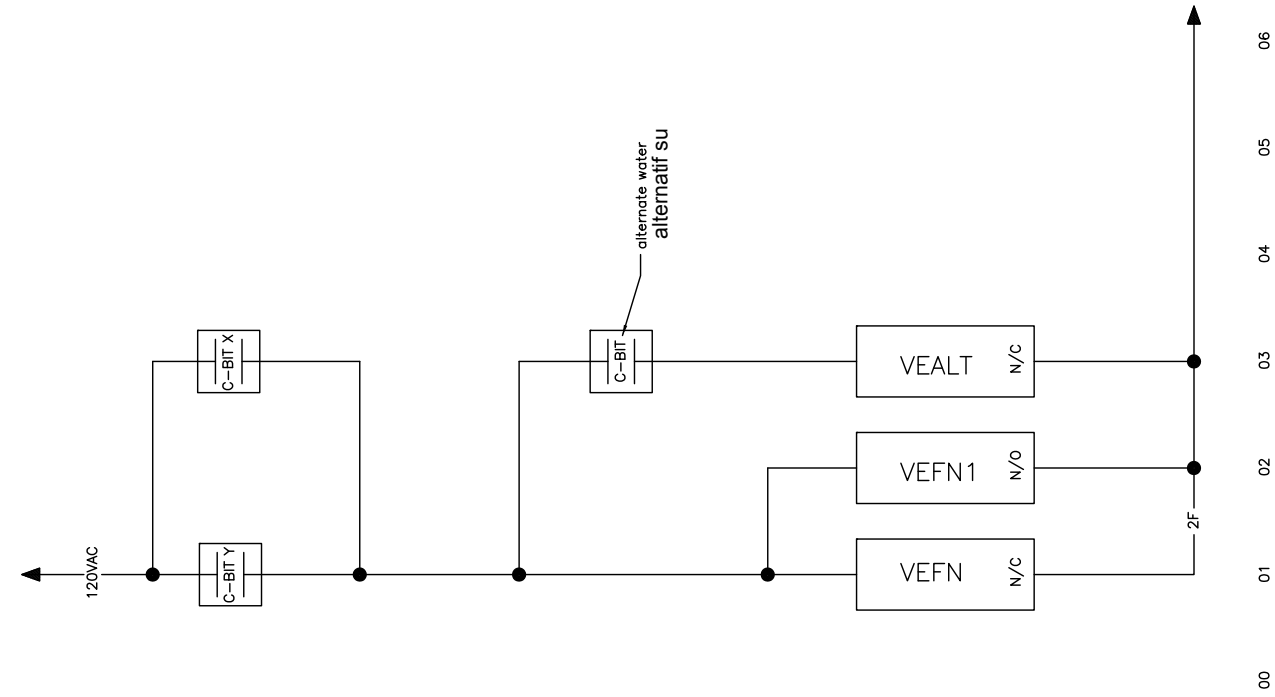 06
05
alternate water
alternatif su
04
C-BIT X
C-BIT
VEALT
N/C
03
VEFN1
N/O
02
2F
120VAC
C-BIT Y
VEFN
N/C
01
00